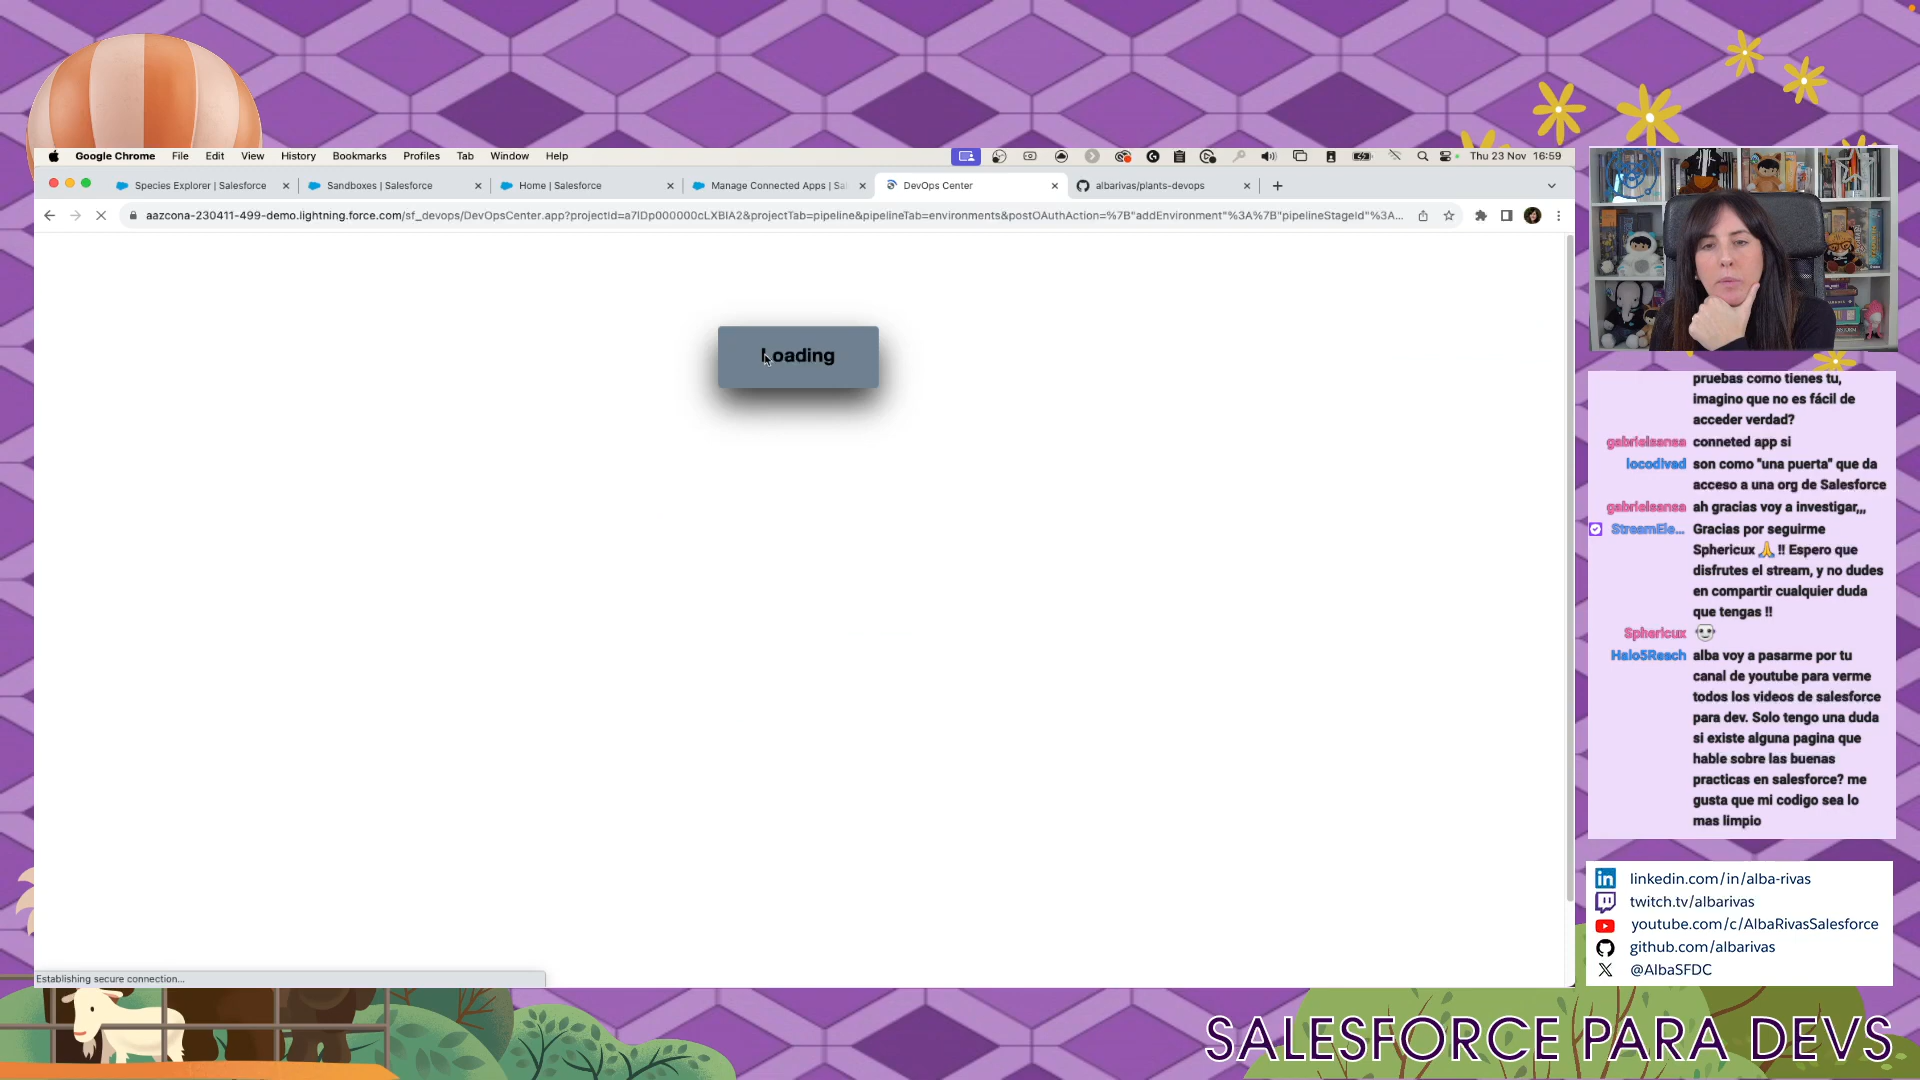 Google Chrome File Edit View History Bookmarks Profiles Tab Window Help
Thu 23 Nov 16:59
Species Explorer | Salesforce
Sandboxes | Salesforce
Home | Salesforce
Manage Connected Apps | Sa
DevOps Center
albarivas/plants-devops
aazcona-230411-499-demo.lightning.force.com/sf_devops/DevOpsCenter.app?projectId=a7lDp000000cLXBIA2&projectTab=pipeline&pipelineTab=environments&postOAuthAction=%7B"addEnvironment"%3A%7B"pipelineStageId"%3A...
Loading
Establishing secure connection...
pruebas como tienes tu,
imagino que no es fácil de
acceder verdad?
gabrielsansa conneted app si
locodivad son como "una puerta" que da
acceso a una org de Salesforce
gabrielsansa ah gracias voy a investigar,,,
StreamEle... Gracias por seguirme
Sphericux 🙏 !! Espero que
disfrutes el stream, y no dudes
en compartir cualquier duda
que tengas !!
Sphericux
Halo5Reach alba voy a pasarme por tu
canal de youtube para verme
todos los videos de salesforce
para dev. Solo tengo una duda
si existe alguna pagina que
hable sobre las buenas
practicas en salesforce? me
gusta que mi codigo sea lo
mas limpio
linkedin.com/in/alba-rivas
twitch.tv/albarivas
youtube.com/c/AlbaRivasSalesforce
github.com/albarivas
@AlbaSFDC
SALESFORCE PARA DEVS